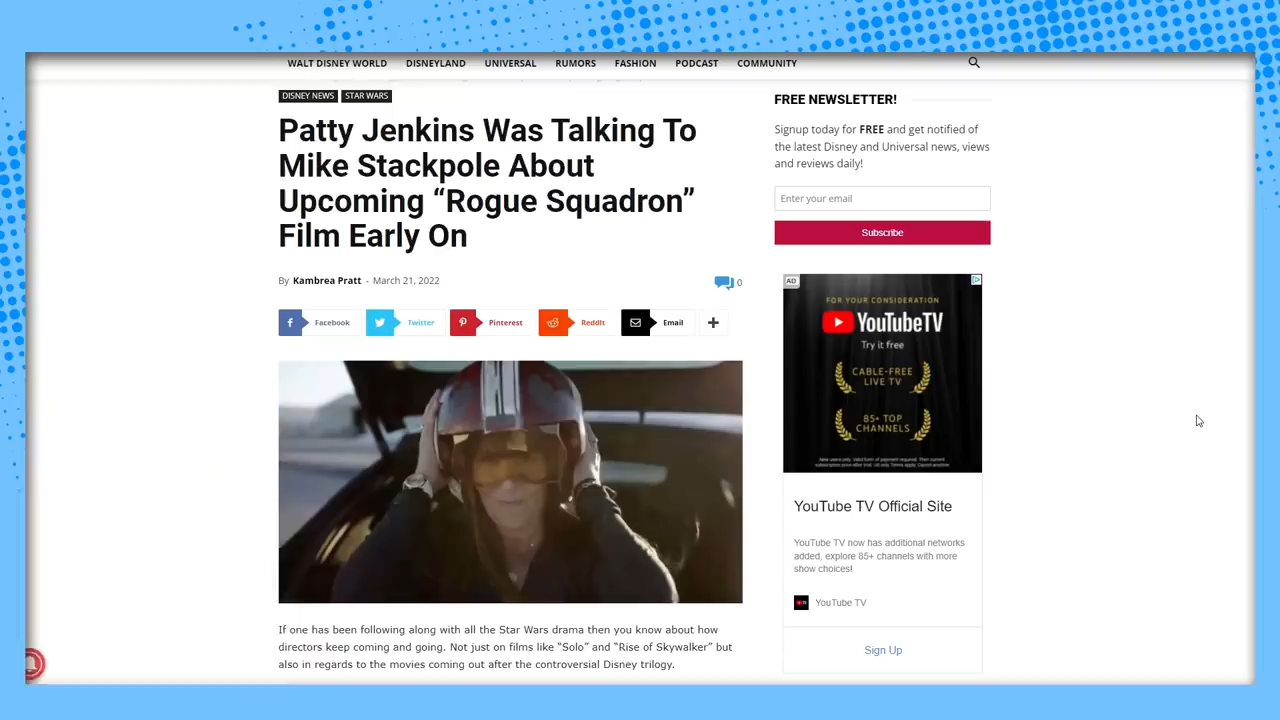 WALT DISNEY WORLD DISNEYLAND UNIVERSAL RUMORS FASHION PODCAST COMMUNITY
DISNEY NEWS STAR WARS
Patty Jenkins Was Talking To
Mike Stackpole About
Upcoming “Rogue Squadron”
Film Early On
By Kambrea Pratt - March 21, 2022
0
Facebook Twitter Pinterest ReddIt Email
If one has been following along with all the Star Wars drama then you know about how
directors keep coming and going. Not just on films like “Solo” and “Rise of Skywalker” but
also in regards to the movies coming out after the controversial Disney trilogy.
FREE NEWSLETTER!
Signup today for FREE and get notified of
the latest Disney and Universal news, views
and reviews daily!
Enter your email
Subscribe
AD
FOR YOUR CONSIDERATION
YouTubeTV
Try it free
CABLE-FREE
LIVE TV
85+ TOP
CHANNELS
YouTube TV Official Site
YouTube TV now has additional networks
added, explore 85+ channels with more
show choices!
YouTube TV
Sign Up